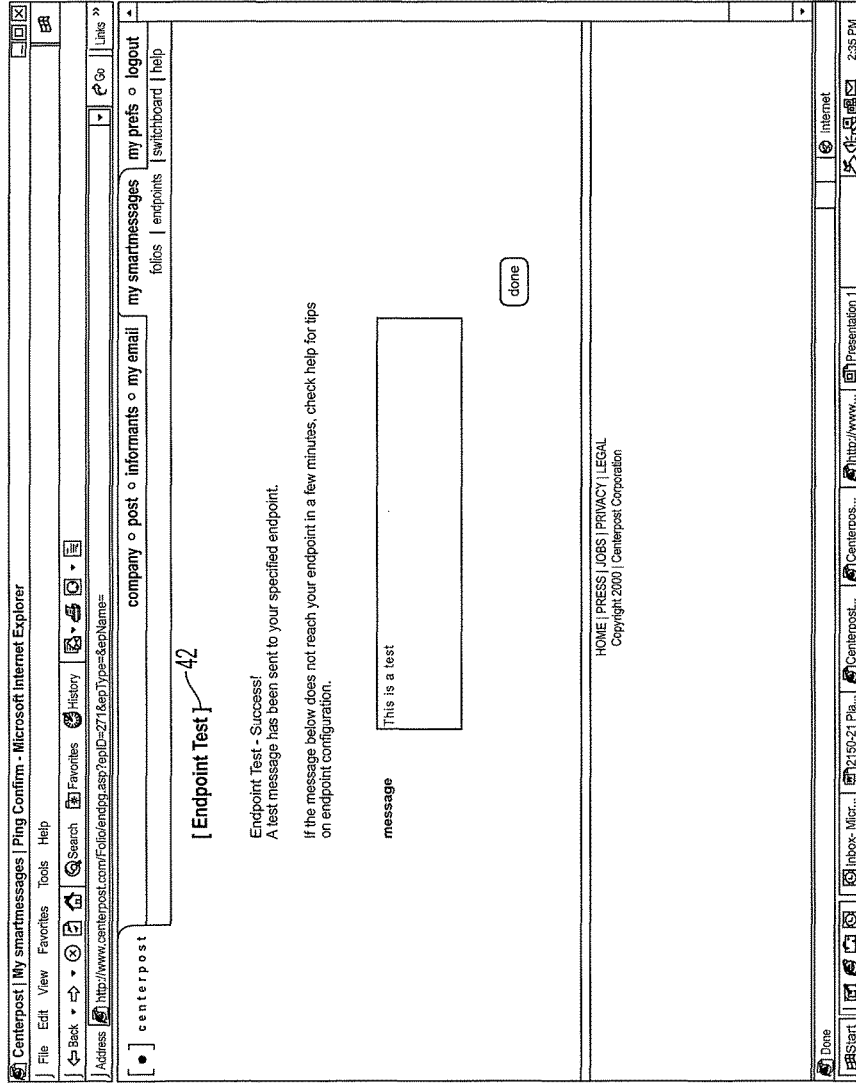 Centerpost | My smartmessages | Ping Confirm - Microsoft Internet Explorer
File Edit View Favorites Tools Help
Back Search Favorites History
Address http://www.centerpost.com/Folio/endpg.asp?epID=271&epType=&epName= Go Links »
[ ● ] centerpost
company o post o informants o my email my smartmessages my prefs o logout
folios | endpoints | switchboard | help
[ Endpoint Test ] 42
Endpoint Test - Success!
A test message has been sent to your specified endpoint.
If the message below does not reach your endpoint in a few minutes, check help for tips
on endpoint configuration.
message This is a test
done
HOME | PRESS | JOBS | PRIVACY | LEGAL
Copyright 2000 | Centerpost Corporation
Done Internet
Start Inbox- Micr... 12150-21 Pla... Centerpost... Centerpos... http://www... Presentation 1 2:35 PM